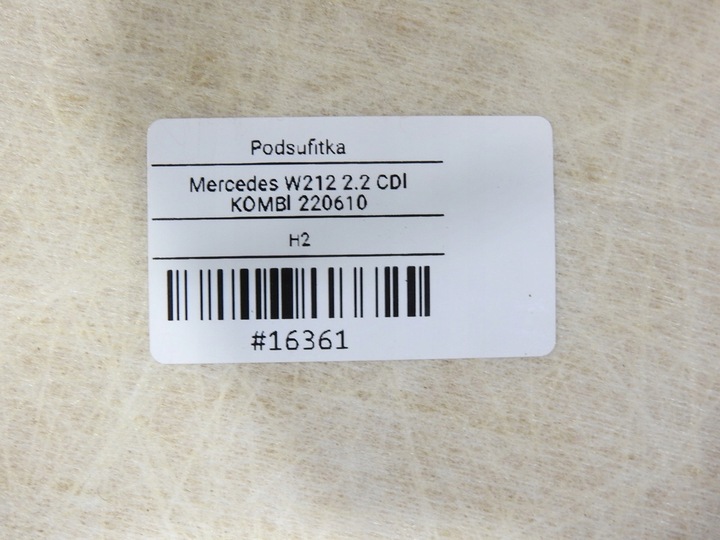 Podsufitka
Mercedes W212 2.2 CDI
KOMBI 220610
H2
#16361